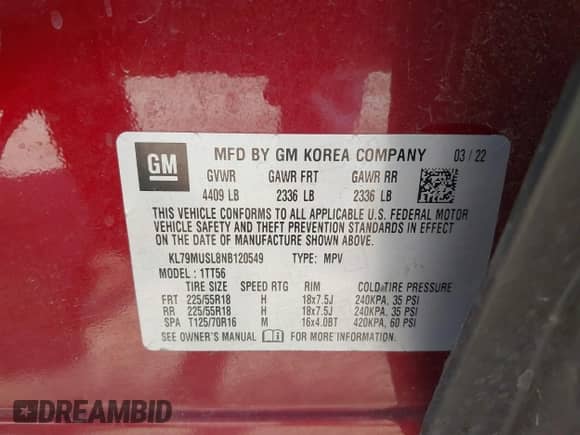 GM
MFD BY GM KOREA COMPANY 03/22
GVWR GAWR FRT GAWR RR
4409 LB 2336 LB 2336 LB
THIS VEHICLE CONFORMS TO ALL APPLICABLE U.S. FEDERAL MOTOR
VEHICLE SAFETY AND THEFT PREVENTION STANDARDS IN EFFECT
ON THE DATE OF MANUFACTURE SHOWN ABOVE.
KL79MUSL8NB120549 TYPE: MPV
MODEL: 1TT56
TIRE SIZE SPEED RTG RIM COLD TIRE PRESSURE
FRT 225/55R18 H 18x7.5J 240KPA, 35 PSI
RR 225/55R18 H 18x7.5J 240KPA, 35 PSI
SPA T125/70R16 M 16x4.0BT 420KPA, 60 PSI
SEE OWNER'S MANUAL i FOR MORE INFORMATION.
DREAMBID